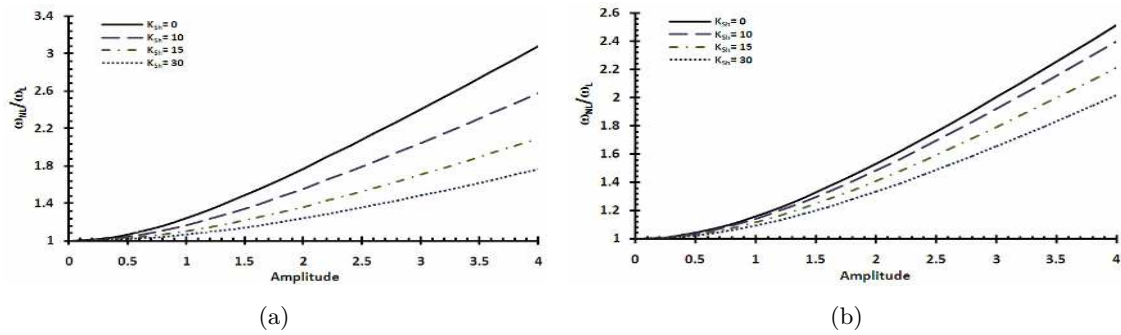 3.4
3
2.6
2.2
1.8
1.4
1
ω_NL/ω_L
K_Sh= 0
K_Sh= 10
K_Sh= 15
K_Sh= 30
0 0.5 1 1.5 2 2.5 3 3.5 4
Amplitude
(a)
2.6
2.4
2.2
2
1.8
1.6
1.4
1.2
1
ω_NL/ω_L
K_Sh= 0
K_Sh= 10
K_Sh= 15
K_Sh= 30
0 0.5 1 1.5 2 2.5 3 3.5 4
Amplitude
(b)